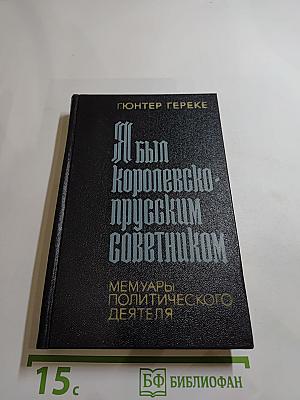 ГЮНТЕР ГЕРЕКЕ
Я был
королевско-
прусским
советником
МЕМУАРЫ
ПОЛИТИЧЕСКОГО
ДЕЯТЕЛЯ
15с
БФ БИБЛИОФАН